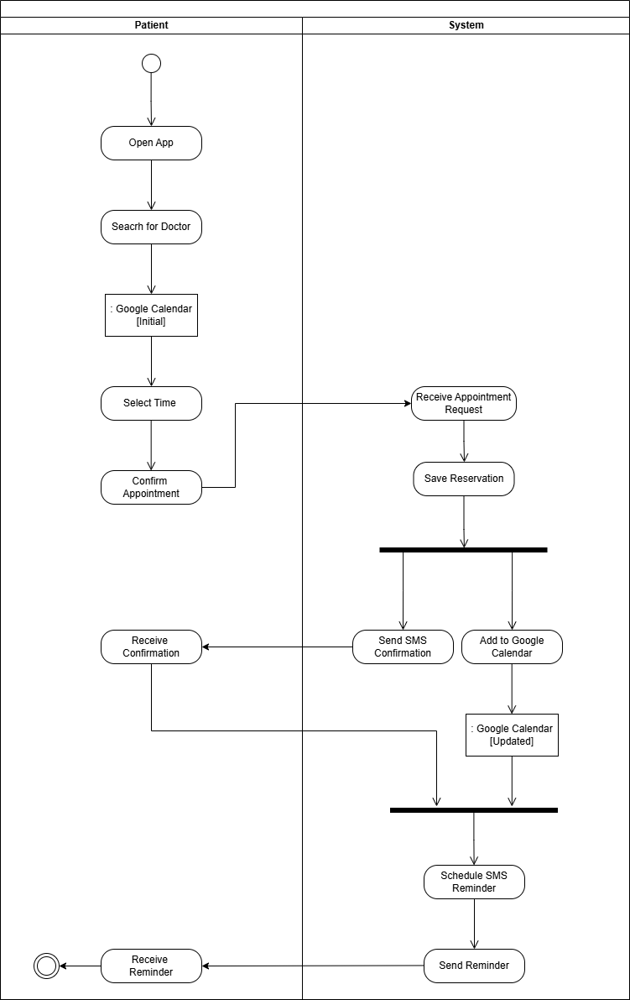 Patient
System
Open App
Seacrh for Doctor
: Google Calendar
[Initial]
Select Time
Receive Appointment
Request
Confirm
Appointment
Save Reservation
Receive
Confirmation
Send SMS
Confirmation
Add to Google
Calendar
: Google Calendar
[Updated]
Schedule SMS
Reminder
Receive
Reminder
Send Reminder